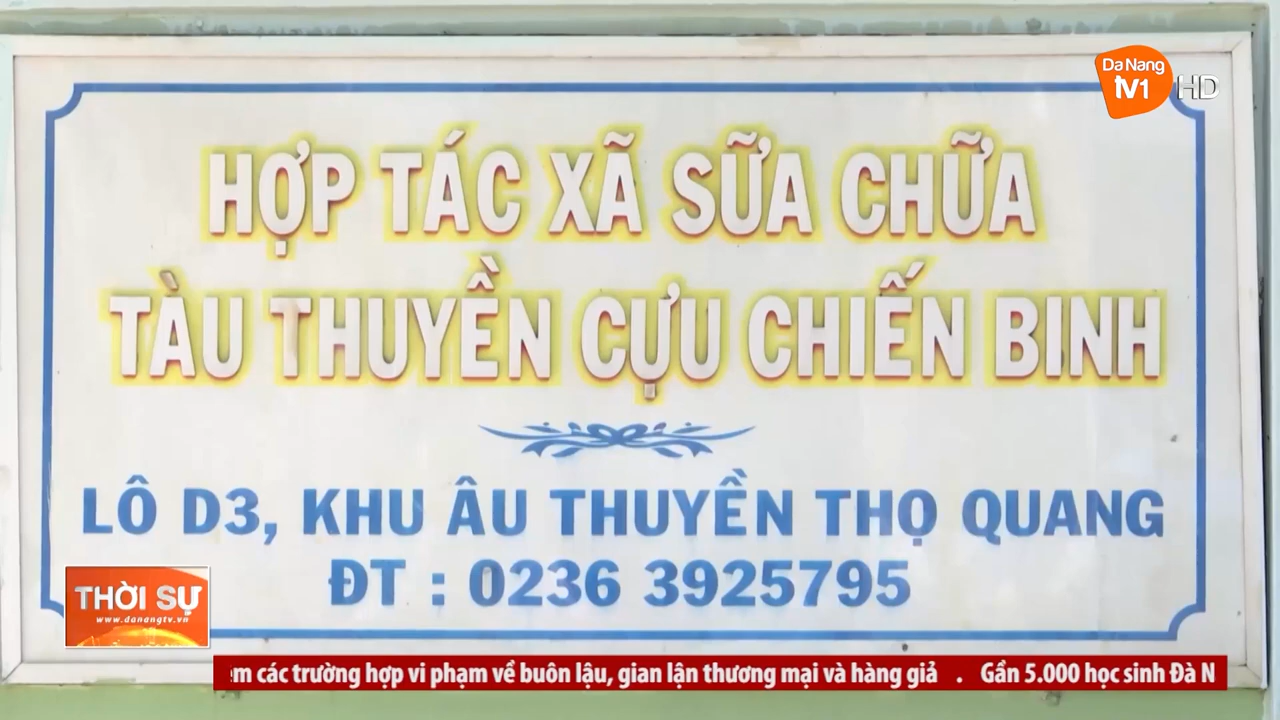 Da Nang
TV1 HD
HỢP TÁC XÃ SỮA CHỮA
TÀU THUYỀN CỰU CHIẾN BINH
LÔ D3, KHU ÂU THUYỀN THỌ QUANG
ĐT : 0236 3925795
THỜI SỰ
www.danangtv.vn
các trường hợp vi phạm về buôn lậu, gian lận thương mại và hàng giả . Gần 5.000 học sinh Đà N